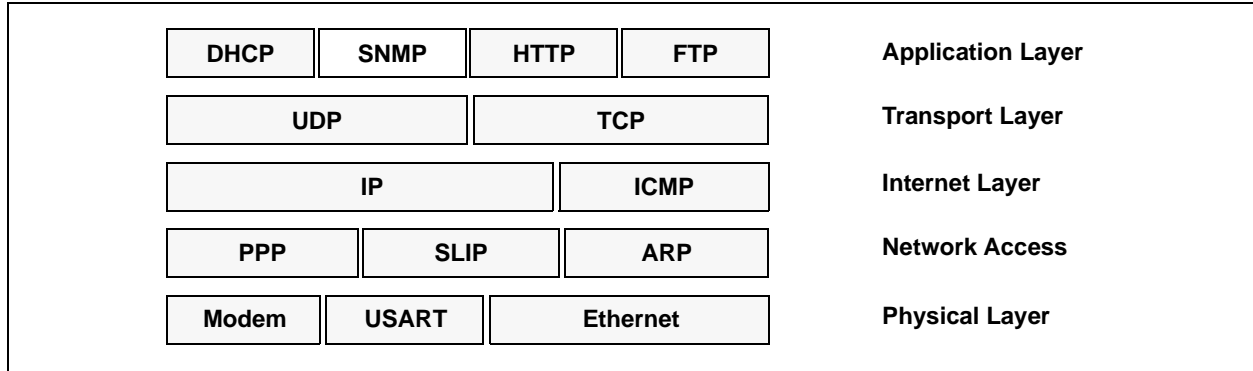 DHCP SNMP HTTP FTP Application Layer
UDP TCP Transport Layer
IP ICMP Internet Layer
PPP SLIP ARP Network Access
Modem USART Ethernet Physical Layer